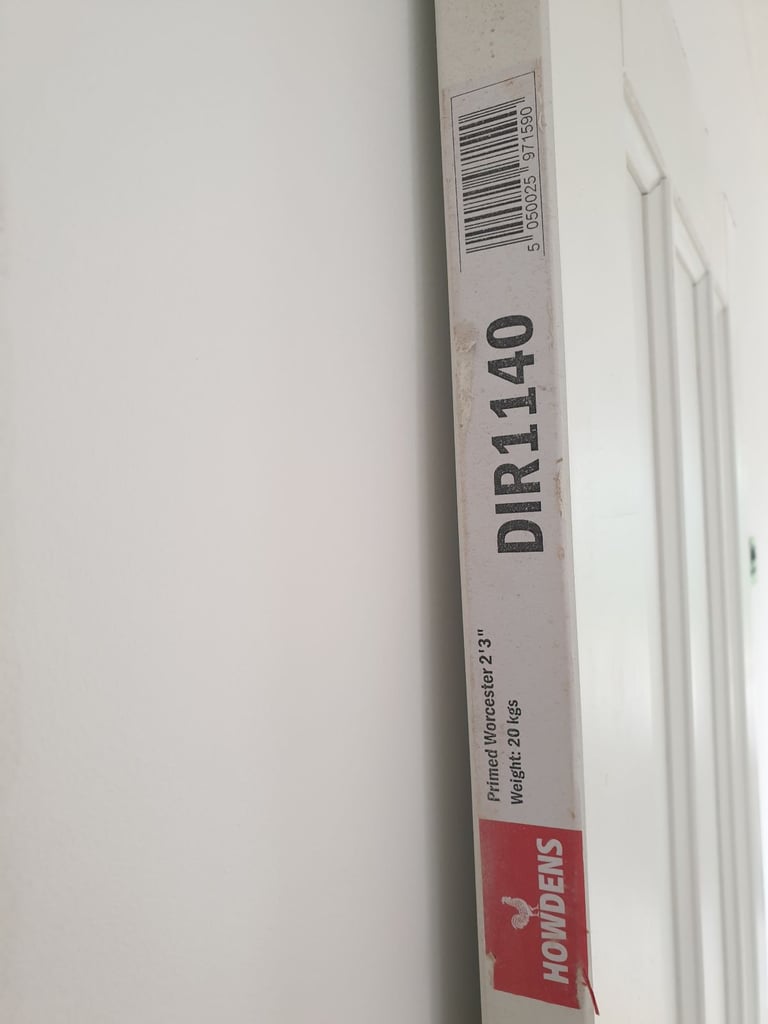 HOWDENS
Primed Worcester 2'3"
Weight: 20 kgs
DIR1140
5 050025 971590